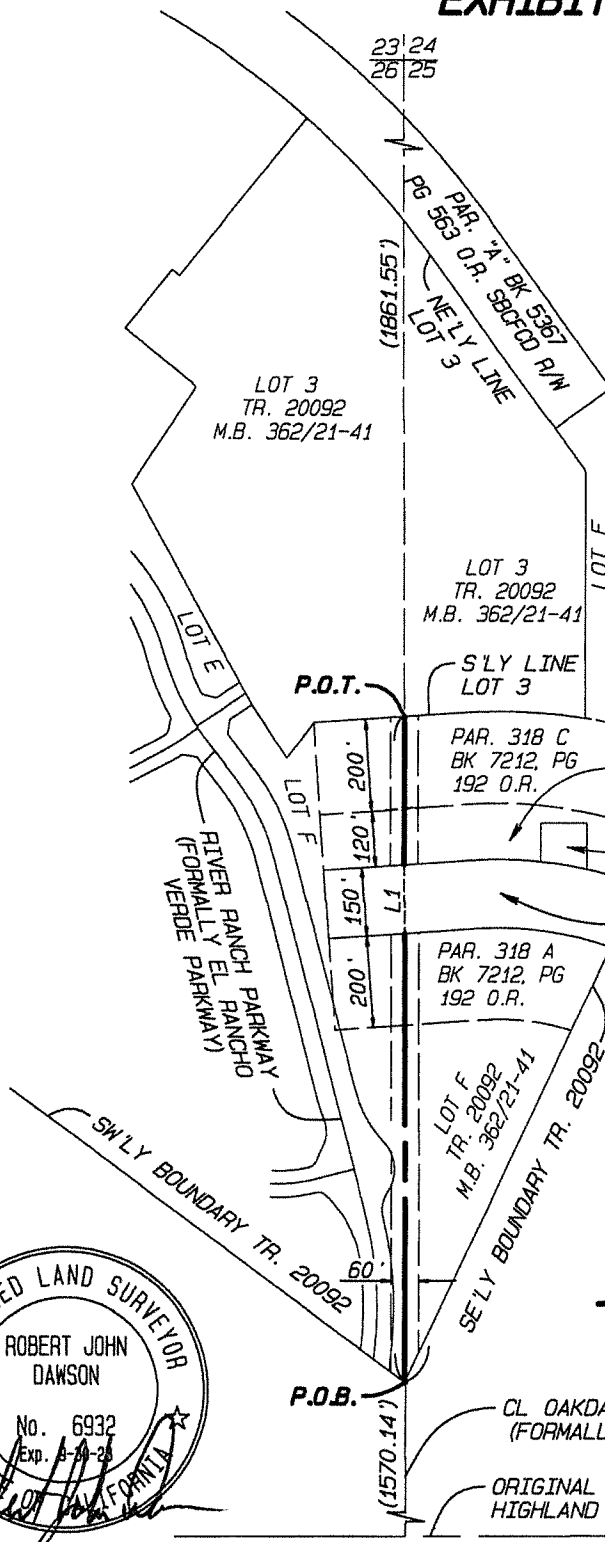 EXHIBIT
23 24
26 25
PAR. "A" BK 5367
PG 563 O.R. SBCFCD R/W
(1861.55')
NE'LY LINE
LOT 3
LOT 3
TR. 20092
M.B. 362/21-41
LOT F
LOT 3
TR. 20092
M.B. 362/21-41
LOT E
S'LY LINE
LOT 3
P.O.T.
PAR. 318 C
BK 7212, PG
192 O.R.
200'
LOT F
120'
RIVER RANCH PARKWAY
(FORMALLY EL RANCHO
VERDE PARKWAY)
150'
L1
200'
PAR. 318 A
BK 7212, PG
192 O.R.
LOT F
TR. 20092
M.B. 362/21-41
SE'LY BOUNDARY TR. 20092
SW'LY BOUNDARY TR. 20092
60'
ED LAND SURVEYOR
ROBERT JOHN
DAWSON
No. 6932
Exp.
OF CALIFORNIA
P.O.B.
(1570.14')
CL OAKDA
(FORMALL
ORIGINAL
HIGHLAND